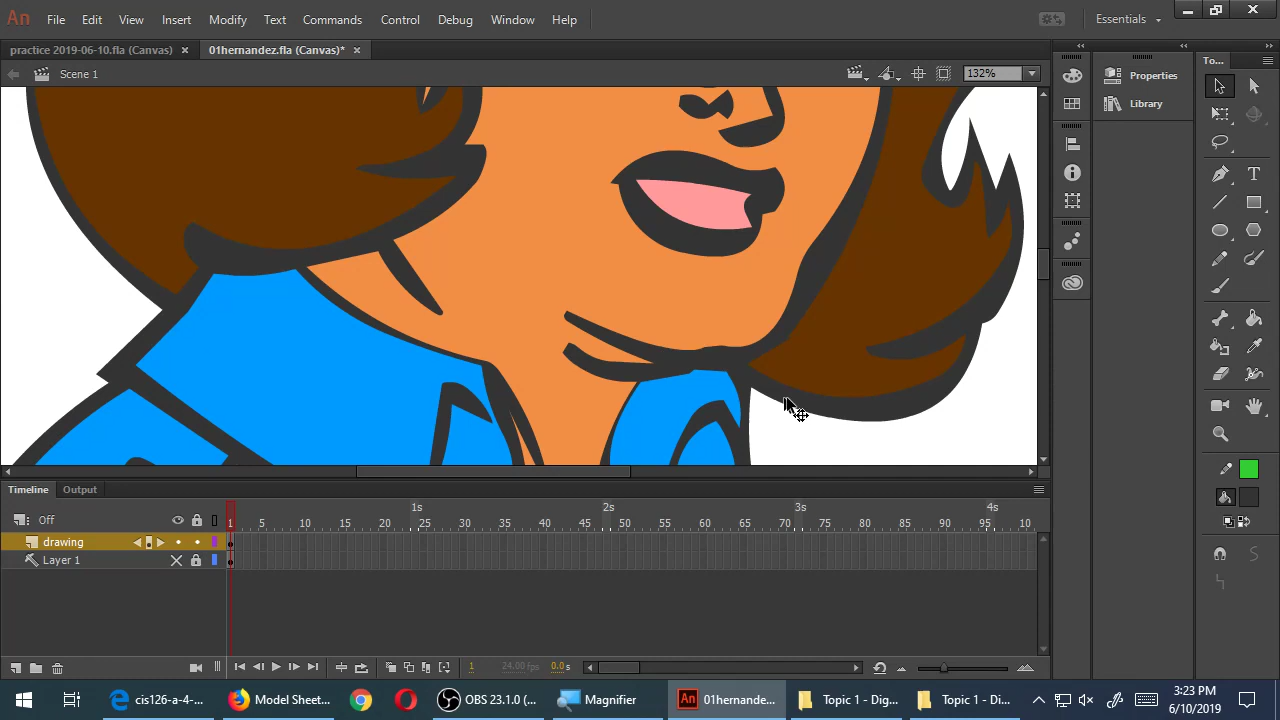 An File Edit View Insert Modify Text Commands Control Debug Window Help Essentials
practice 2019-06-10.fla (Canvas) × 01hernandez.fla (Canvas)* ×
Scene 1 132%
To...
Properties
Library
Timeline Output
Off 1 5 10 15 20 25 30 35 40 45 50 55 60 65 70 75 80 85 90 95 10
1s 2s 3s 4s
drawing
Layer 1
1 24.00 fps 0.0 s
cis126-a-4-... Model Sheet... OBS 23.1.0 (... Magnifier An 01hernande... Topic 1 - Dig... Topic 1 - Di...
3:23 PM
6/10/2019